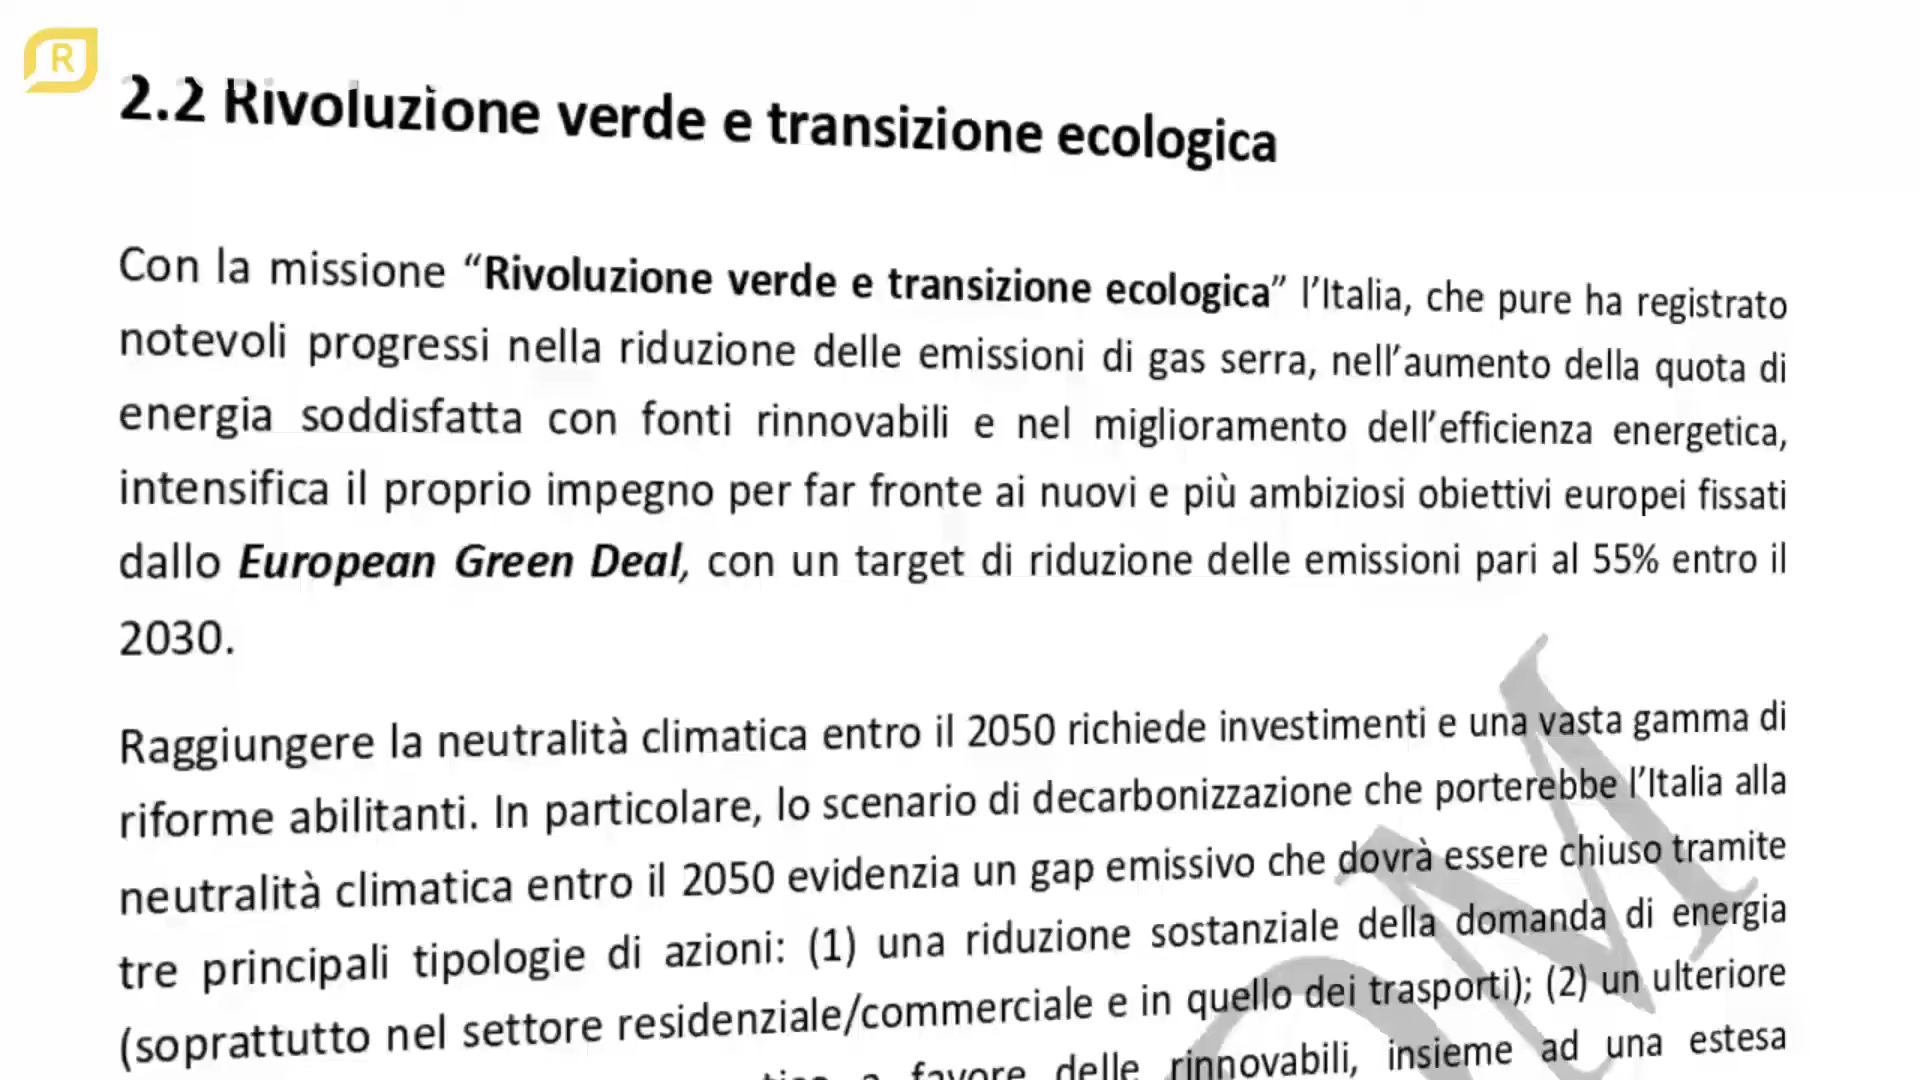 R
2.2 Rivoluzione verde e transizione ecologica
Con la missione “Rivoluzione verde e transizione ecologica” l’Italia, che pure ha registrato
notevoli progressi nella riduzione delle emissioni di gas serra, nell’aumento della quota di
energia soddisfatta con fonti rinnovabili e nel miglioramento dell’efficienza energetica,
intensifica il proprio impegno per far fronte ai nuovi e più ambiziosi obiettivi europei fissati
dallo European Green Deal, con un target di riduzione delle emissioni pari al 55% entro il
2030.
Raggiungere la neutralità climatica entro il 2050 richiede investimenti e una vasta gamma di
riforme abilitanti. In particolare, lo scenario di decarbonizzazione che porterebbe l’Italia alla
neutralità climatica entro il 2050 evidenzia un gap emissivo che dovrà essere chiuso tramite
tre principali tipologie di azioni: (1) una riduzione sostanziale della domanda di energia
(soprattutto nel settore residenziale/commerciale e in quello dei trasporti); (2) un ulteriore
a favore delle rinnovabili, insieme ad una estesa